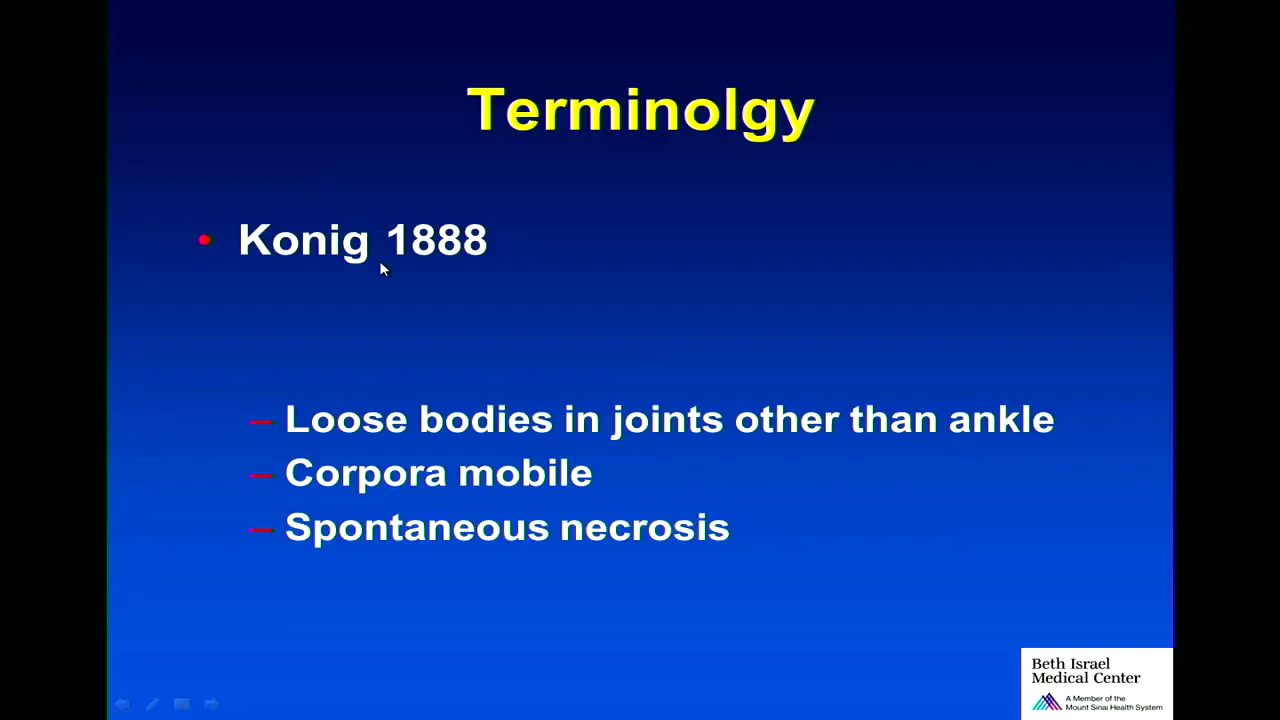 Terminolgy
• Konig 1888
– Loose bodies in joints other than ankle
– Corpora mobile
– Spontaneous necrosis
Beth Israel
Medical Center
A Member of the
Mount Sinai Health System